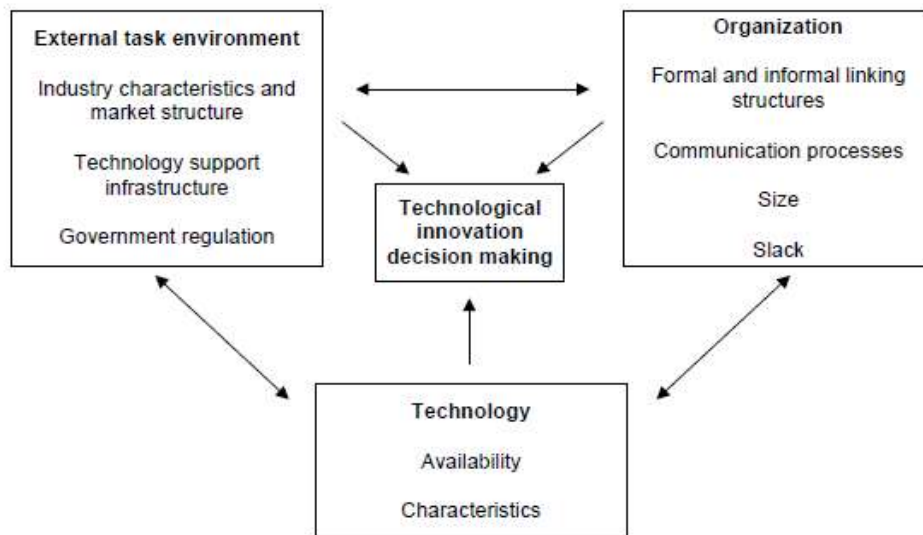 External task environment
Industry characteristics and
market structure
Technology support
infrastructure
Government regulation
Organization
Formal and informal linking
structures
Communication processes
Size
Slack
Technological
innovation
decision making
Technology
Availability
Characteristics